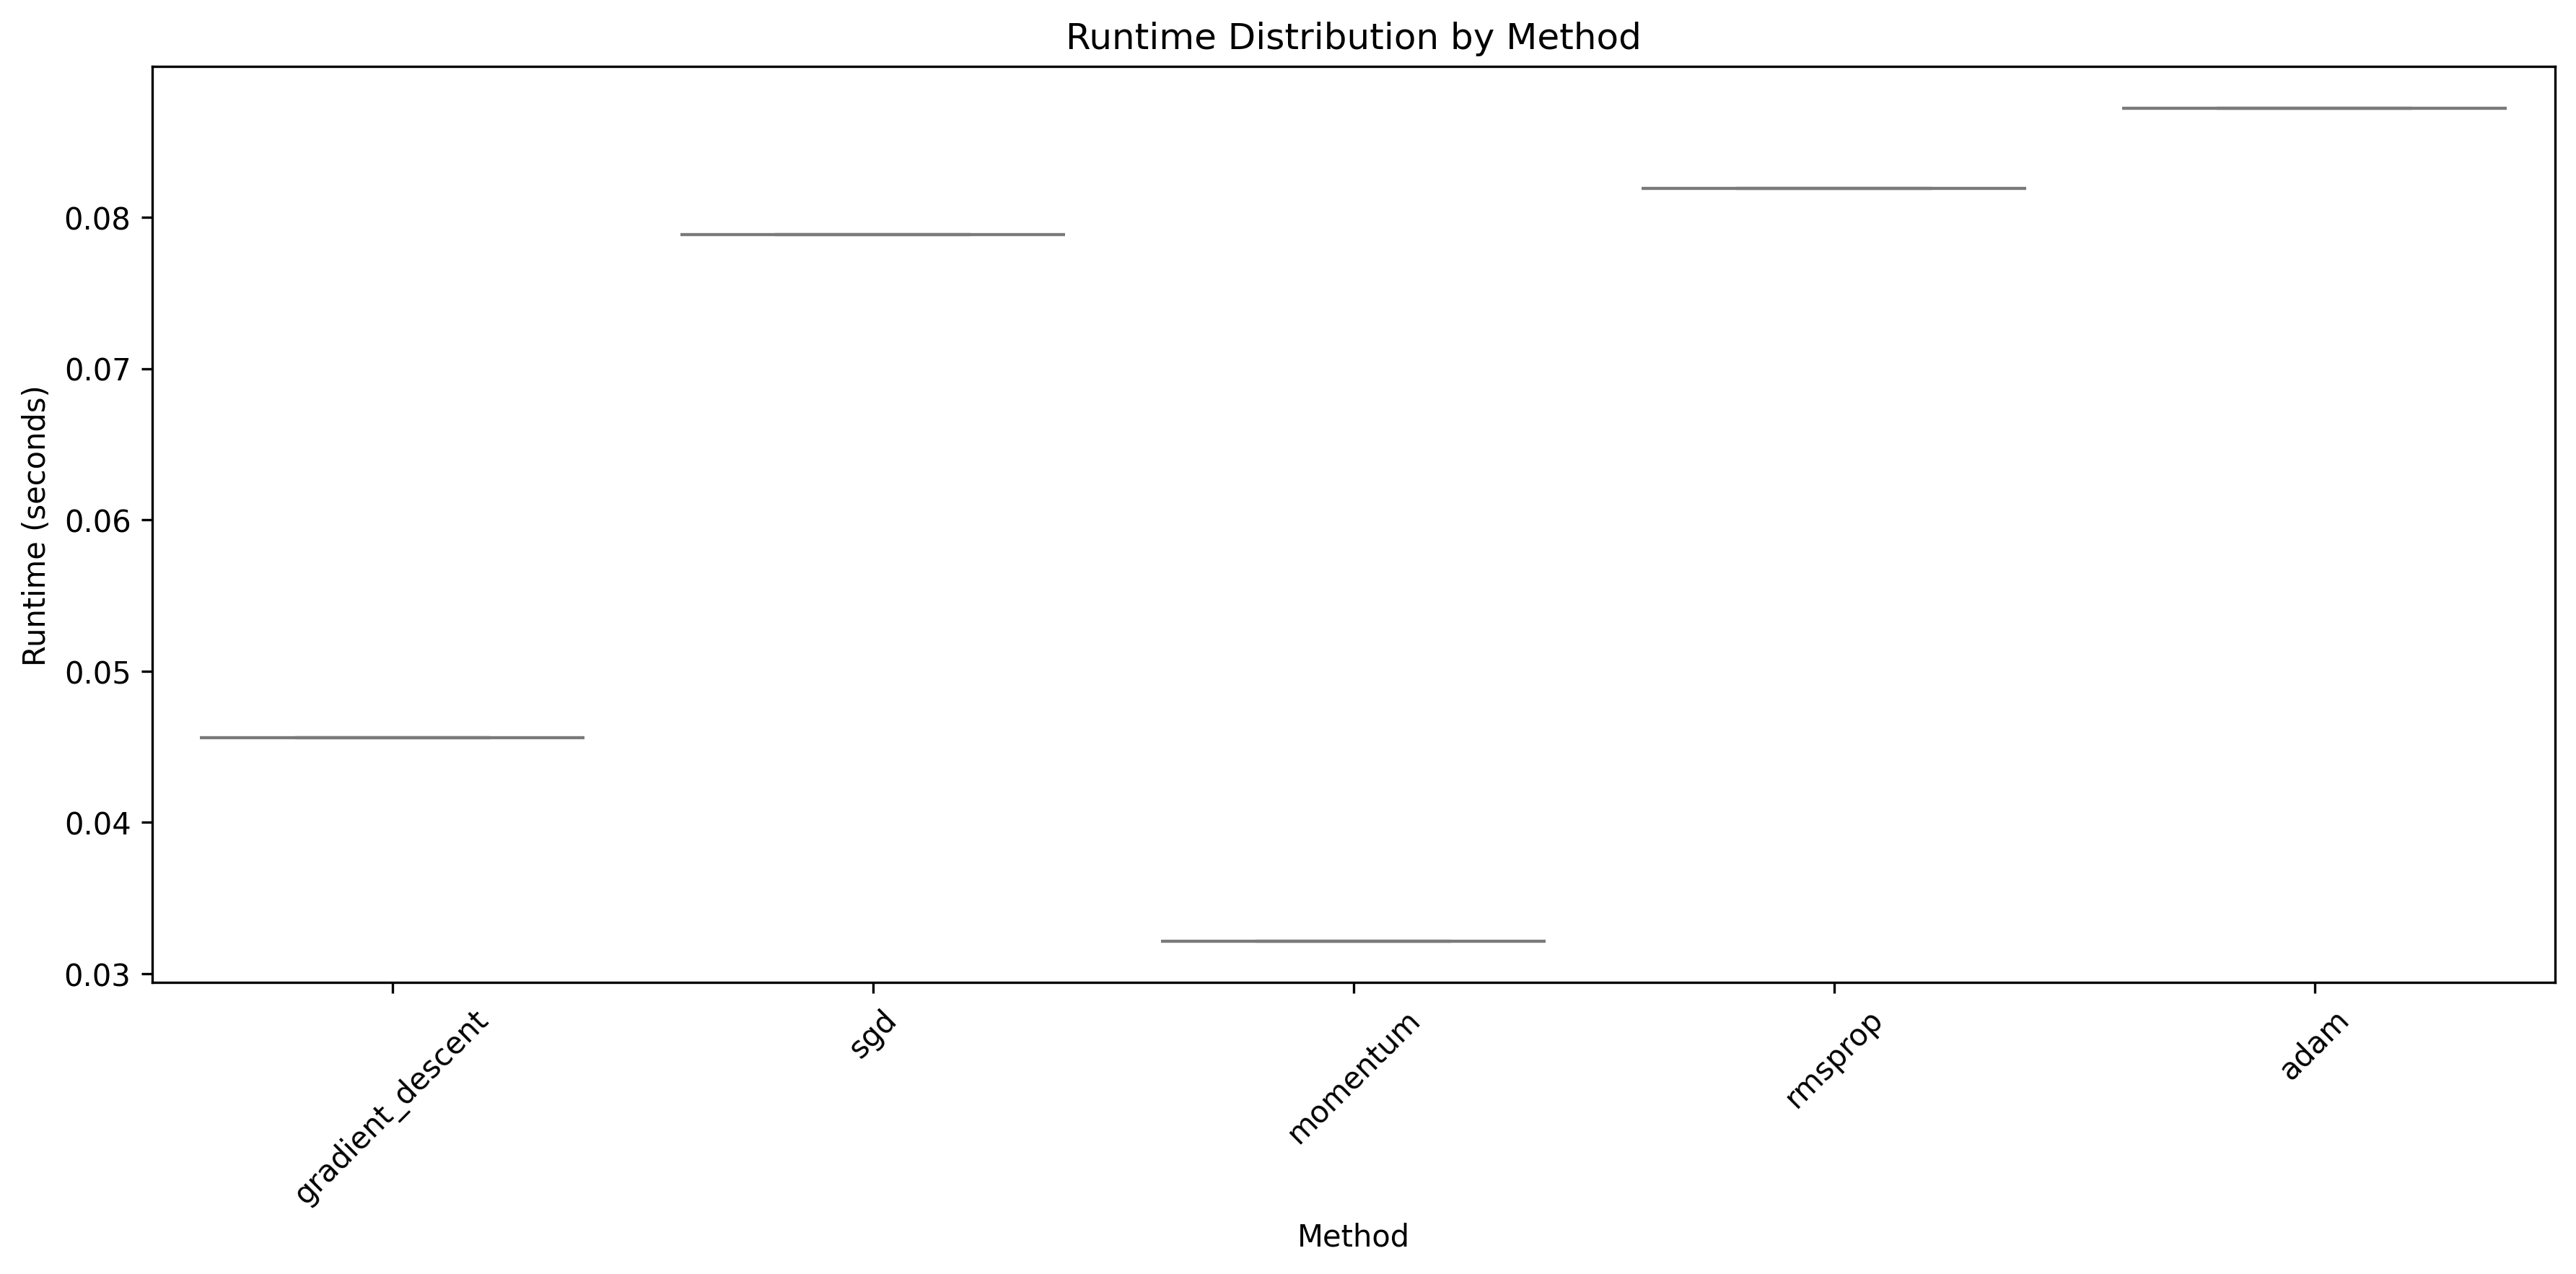 Runtime Distribution by Method
Runtime (seconds)
0.08
0.07
0.06
0.05
0.04
0.03
gradient_descent
sgd
momentum
rmsprop
adam
Method